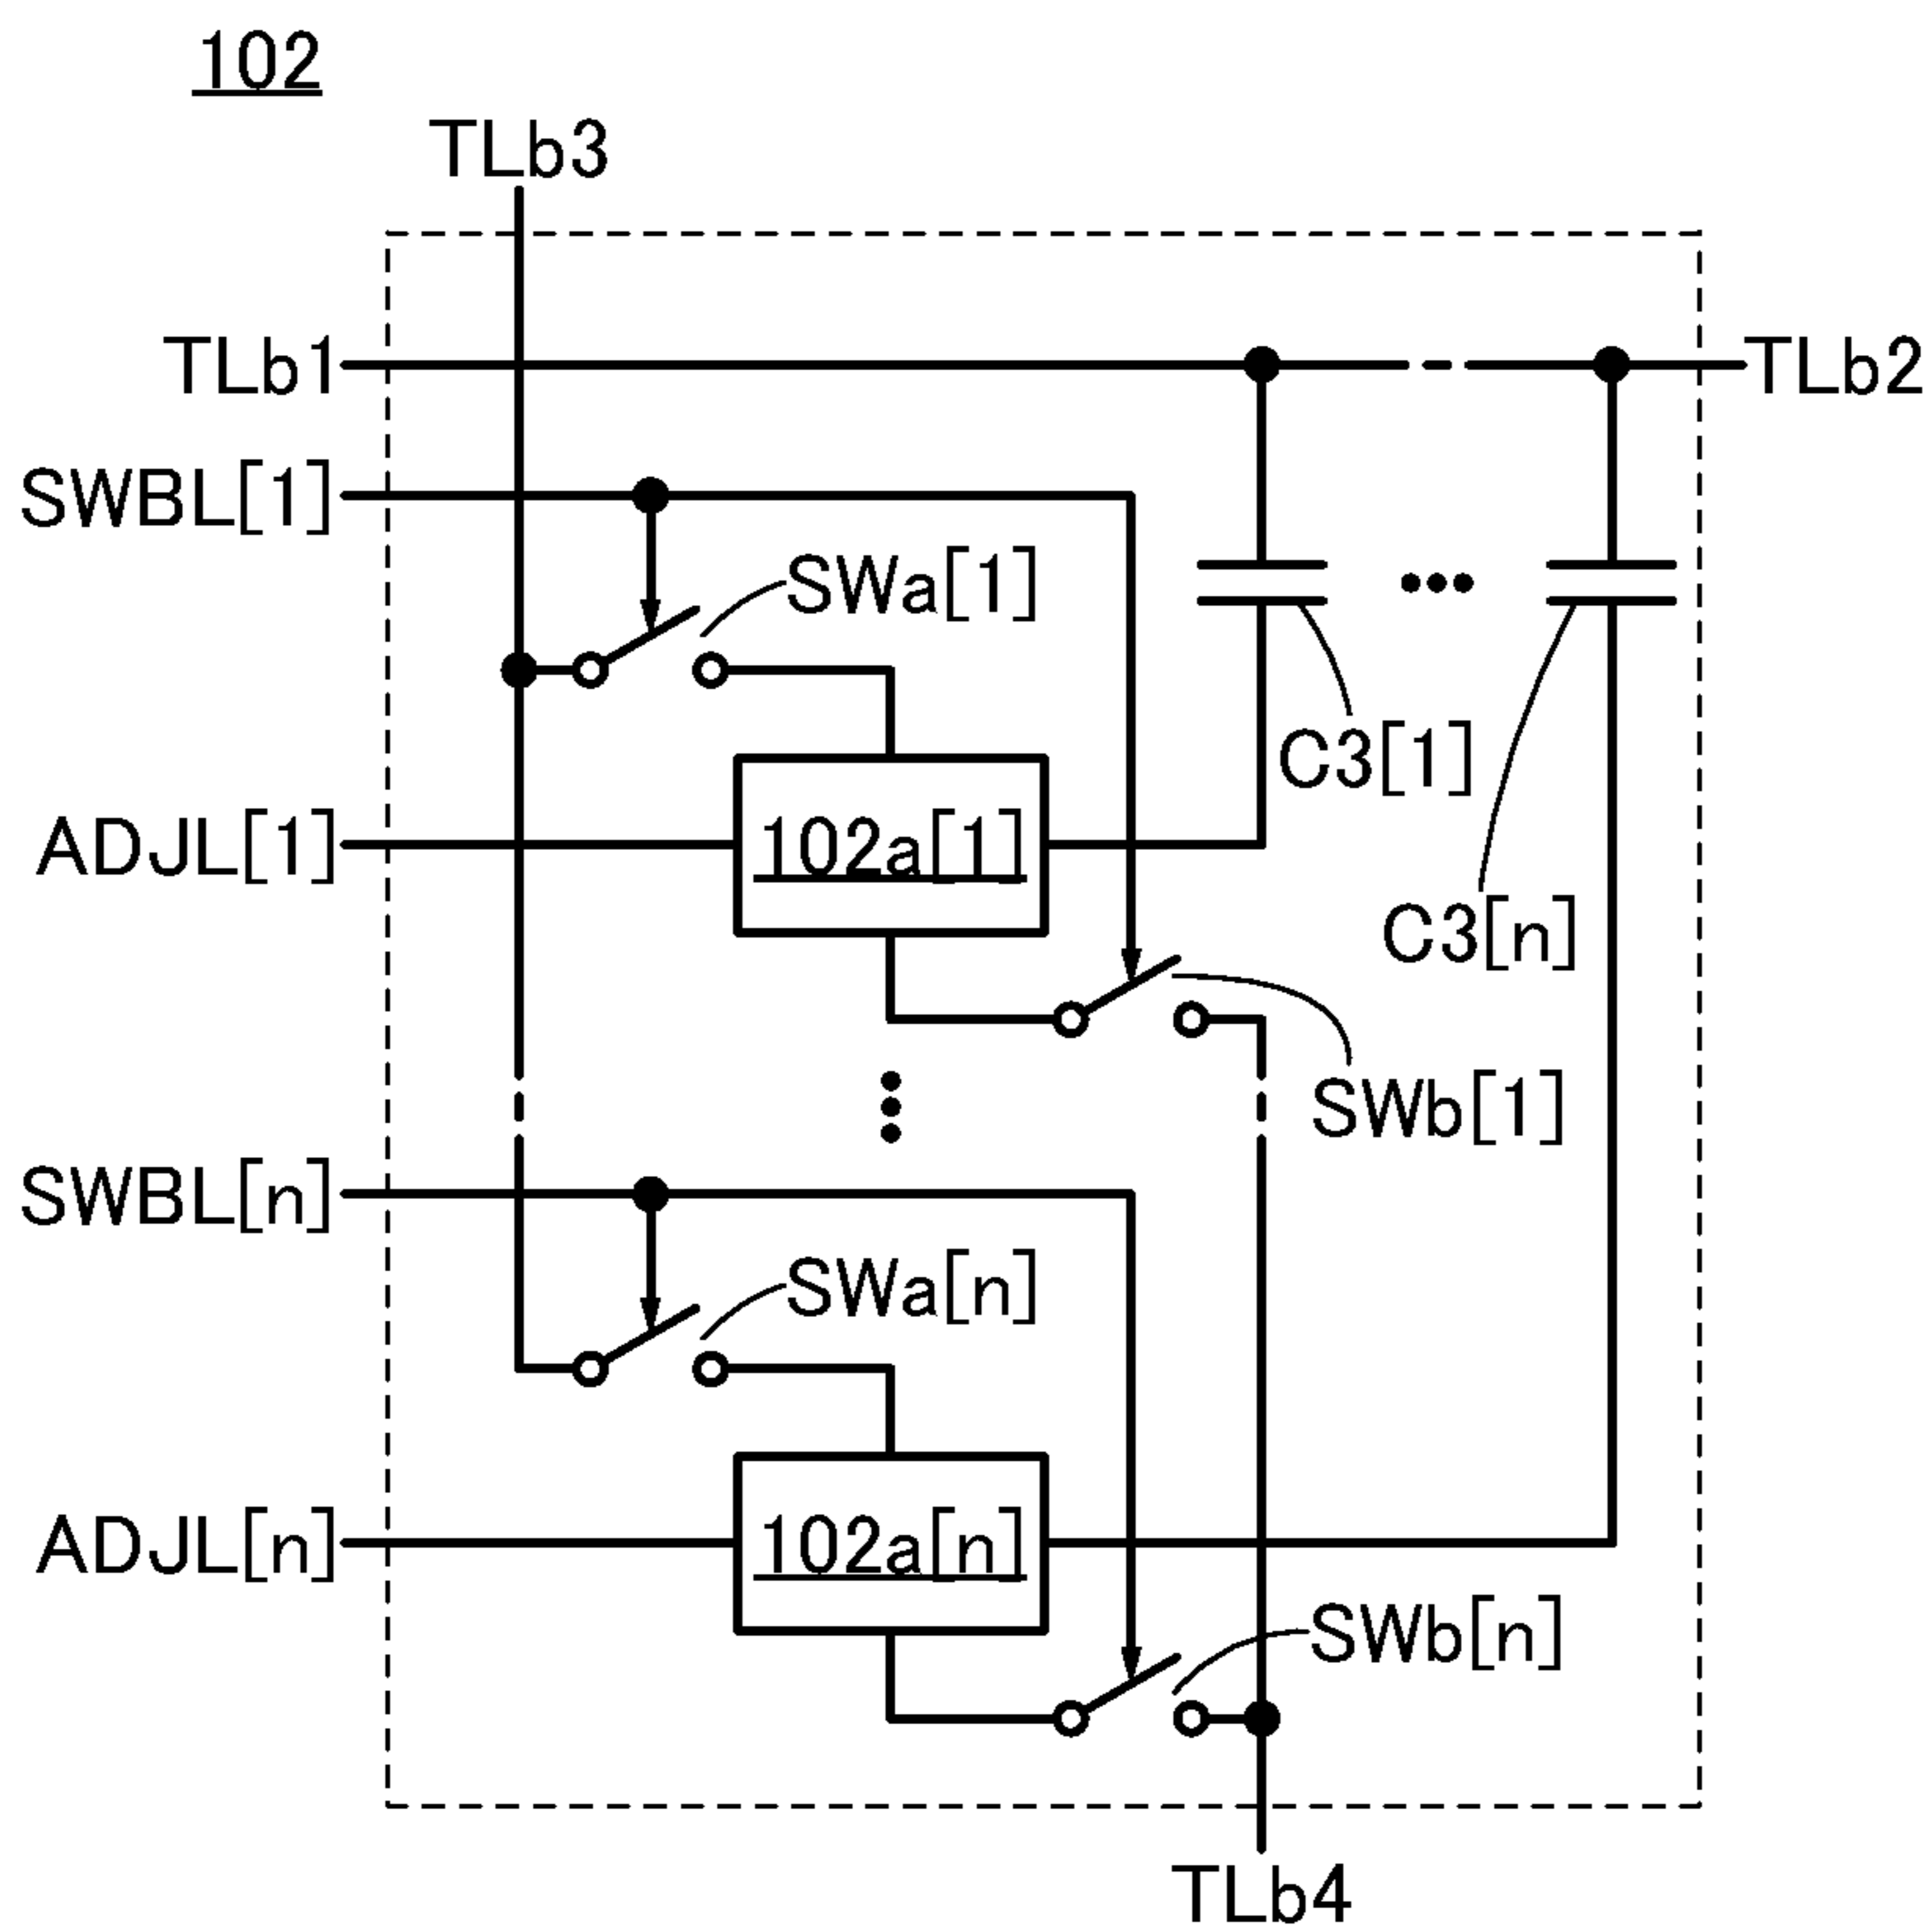 102
TLb3
TLb1
TLb2
SWBL[1]
SWa[1]
C3[1]
ADJL[1]
102a[1]
C3[n]
SWb[1]
SWBL[n]
SWa[n]
ADJL[n]
102a[n]
SWb[n]
TLb4